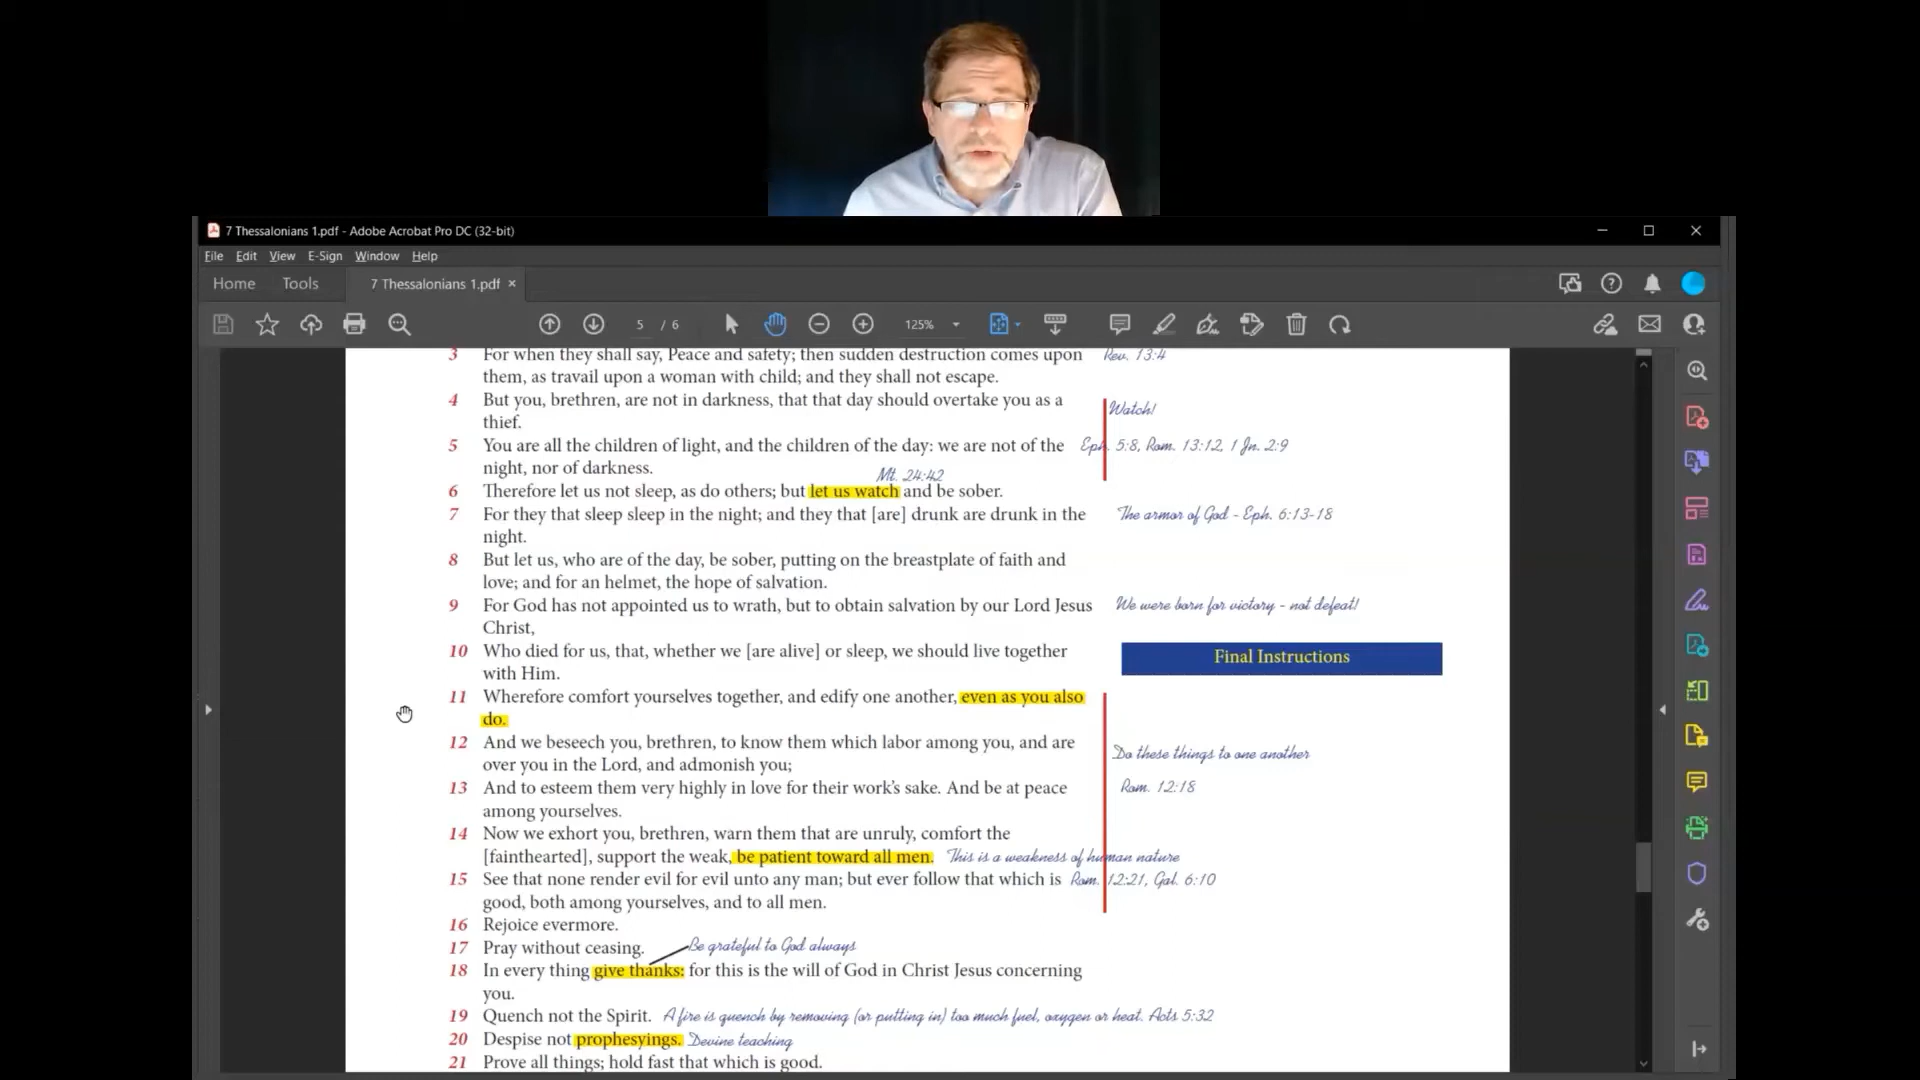 7 Thessalonians 1.pdf - Adobe Acrobat Pro DC (32-bit)
File Edit View E-Sign Window Help
Home Tools 7 Thessalonians 1.pdf ×
5 / 6 125%
3 For when they shall say, Peace and safety; then sudden destruction comes upon Rev. 13:4
them, as travail upon a woman with child; and they shall not escape.
4 But you, brethren, are not in darkness, that that day should overtake you as a Watch!
thief.
5 You are all the children of light, and the children of the day: we are not of the Eph. 5:8, Rom. 13:12, 1 Jn. 2:9
night, nor of darkness.
Mt. 24:42
6 Therefore let us not sleep, as do others; but let us watch and be sober.
7 For they that sleep sleep in the night; and they that [are] drunk are drunk in the The armor of God - Eph. 6:13-18
night.
8 But let us, who are of the day, be sober, putting on the breastplate of faith and
love; and for an helmet, the hope of salvation.
9 For God has not appointed us to wrath, but to obtain salvation by our Lord Jesus We were born for victory - not defeat!
Christ,
10 Who died for us, that, whether we [are alive] or sleep, we should live together Final Instructions
with Him.
11 Wherefore comfort yourselves together, and edify one another, even as you also
do.
12 And we beseech you, brethren, to know them which labor among you, and are Do these things to one another
over you in the Lord, and admonish you;
13 And to esteem them very highly in love for their work's sake. And be at peace Rom. 12:18
among yourselves.
14 Now we exhort you, brethren, warn them that are unruly, comfort the
[fainthearted], support the weak, be patient toward all men. This is a weakness of human nature
15 See that none render evil for evil unto any man; but ever follow that which is Rom. 12:21, Gal. 6:10
good, both among yourselves, and to all men.
16 Rejoice evermore.
17 Pray without ceasing. Be grateful to God always
18 In every thing give thanks: for this is the will of God in Christ Jesus concerning
you.
19 Quench not the Spirit. A fire is quench by removing (or putting in) too much fuel, oxygen or heat. Acts 5:32
20 Despise not prophesyings. Devine teaching
21 Prove all things; hold fast that which is good.